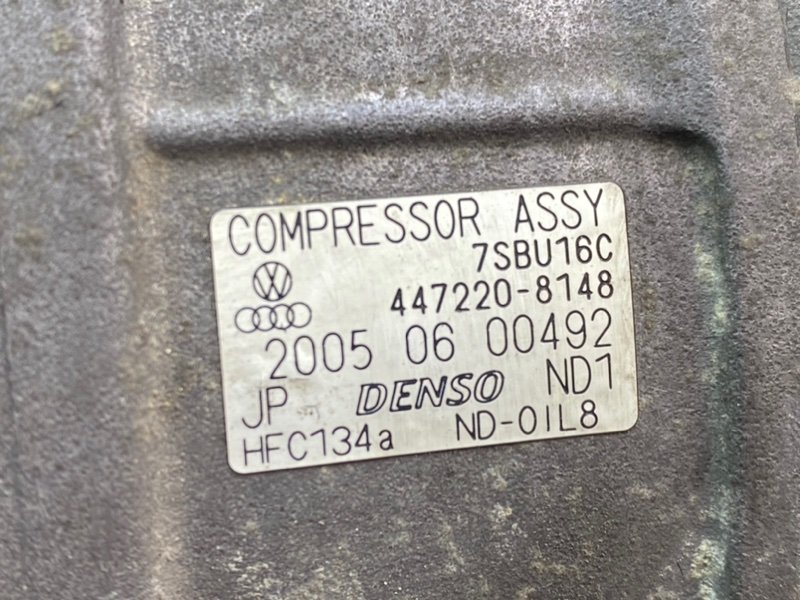 COMPRESSOR ASSY
7SBU16C
447220-8148
2005 06 00492
JP DENSO ND1
HFC134a ND-OIL8